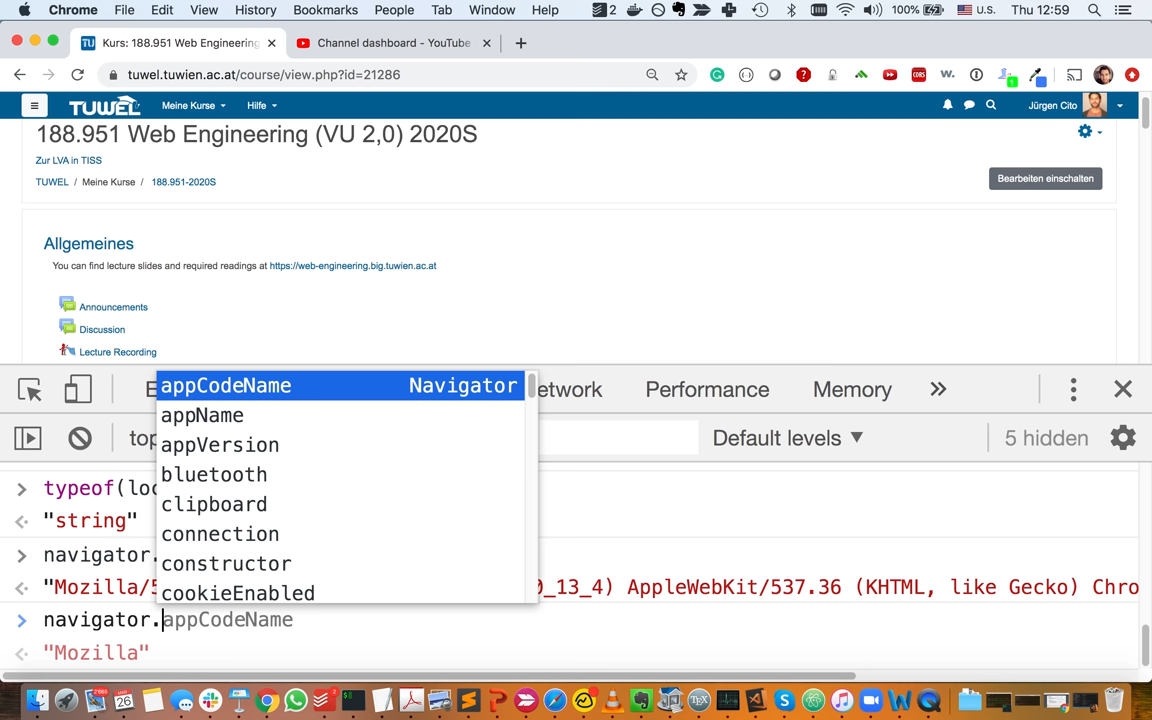 Chrome File Edit View History Bookmarks People Tab Window Help 2 100% U.S. Thu 12:59
TU Kurs: 188.951 Web Engineering Channel dashboard - YouTube
tuwel.tuwien.ac.at/course/view.php?id=21286
TUWEL Meine Kurse Hilfe Jürgen Cito
188.951 Web Engineering (VU 2,0) 2020S
Zur LVA in TISS
TUWEL / Meine Kurse / 188.951-2020S
Bearbeiten einschalten
Allgemeines
You can find lecture slides and required readings at https://web-engineering.big.tuwien.ac.at
Announcements
Discussion
Lecture Recording
E etwork Performance Memory »
top Default levels ▼ 5 hidden
appCodeName Navigator
appName
appVersion
bluetooth
clipboard
connection
constructor
cookieEnabled
> typeof(loc
"string"
> navigator.
"Mozilla/5 0_13_4) AppleWebKit/537.36 (KHTML, like Gecko) Chro
> navigator.appCodeName
"Mozilla"